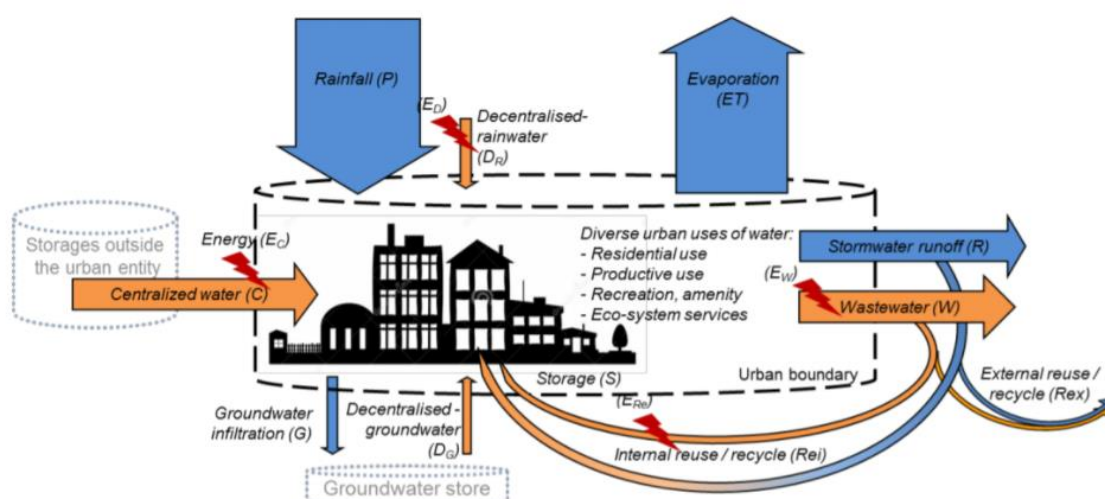 Rainfall (P)
Evaporation
(ET)
(E_D)
Decentralised-
rainwater
(D_R)
Storages outside
the urban entity
Energy (E_C)
Centralized water (C)
Diverse urban uses of water:
- Residential use
- Productive use
- Recreation, amenity
- Eco-system services
Stormwater runoff (R)
(E_W)
Wastewater (W)
Storage (S)
Urban boundary
External reuse /
recycle (Rex)
Groundwater
infiltration (G)
Decentralised -
groundwater
(D_G)
(E_Re)
Internal reuse / recycle (Rei)
Groundwater store